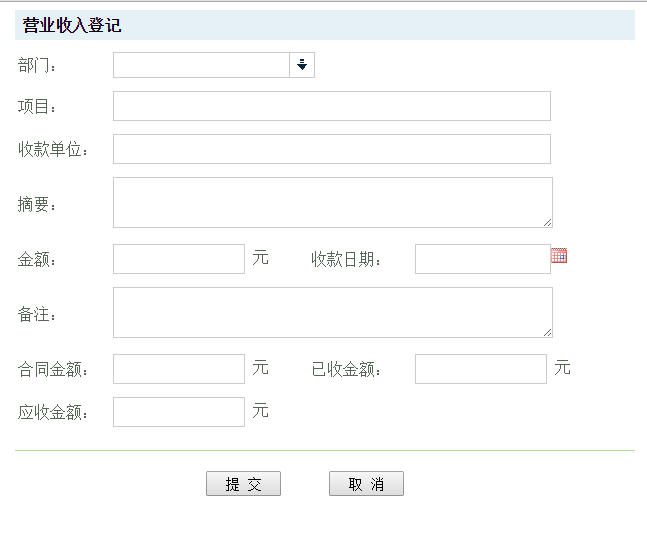 营业收入登记
部门：
项目：
收款单位：
摘要：
金额： 元 收款日期：
备注：
合同金额： 元 已收金额： 元
应收金额： 元
提 交 取 消